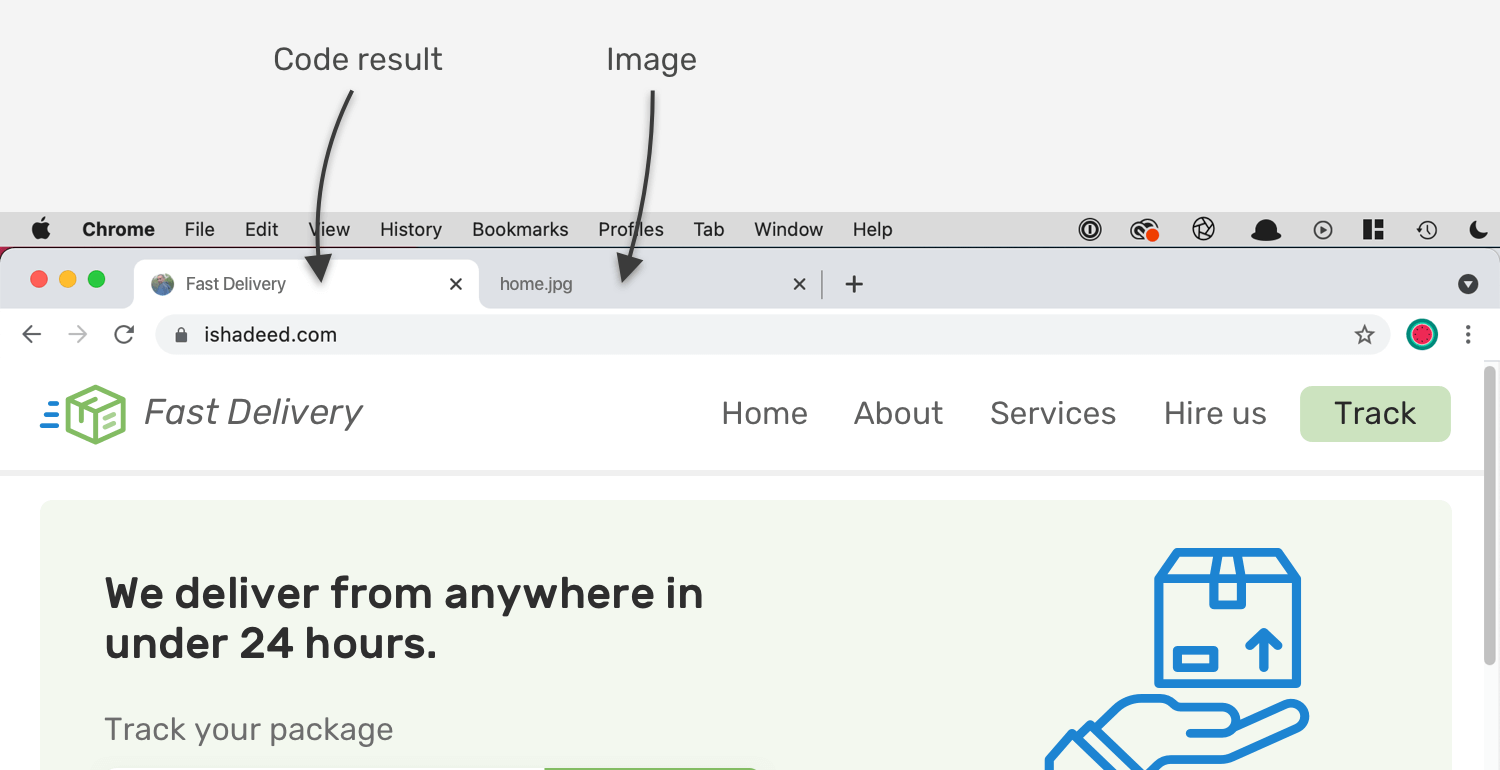 Code result Image
Chrome File Edit View History Bookmarks Profiles Tab Window Help
Fast Delivery home.jpg
ishadeed.com
Fast Delivery Home About Services Hire us Track
We deliver from anywhere in
under 24 hours.
Track your package